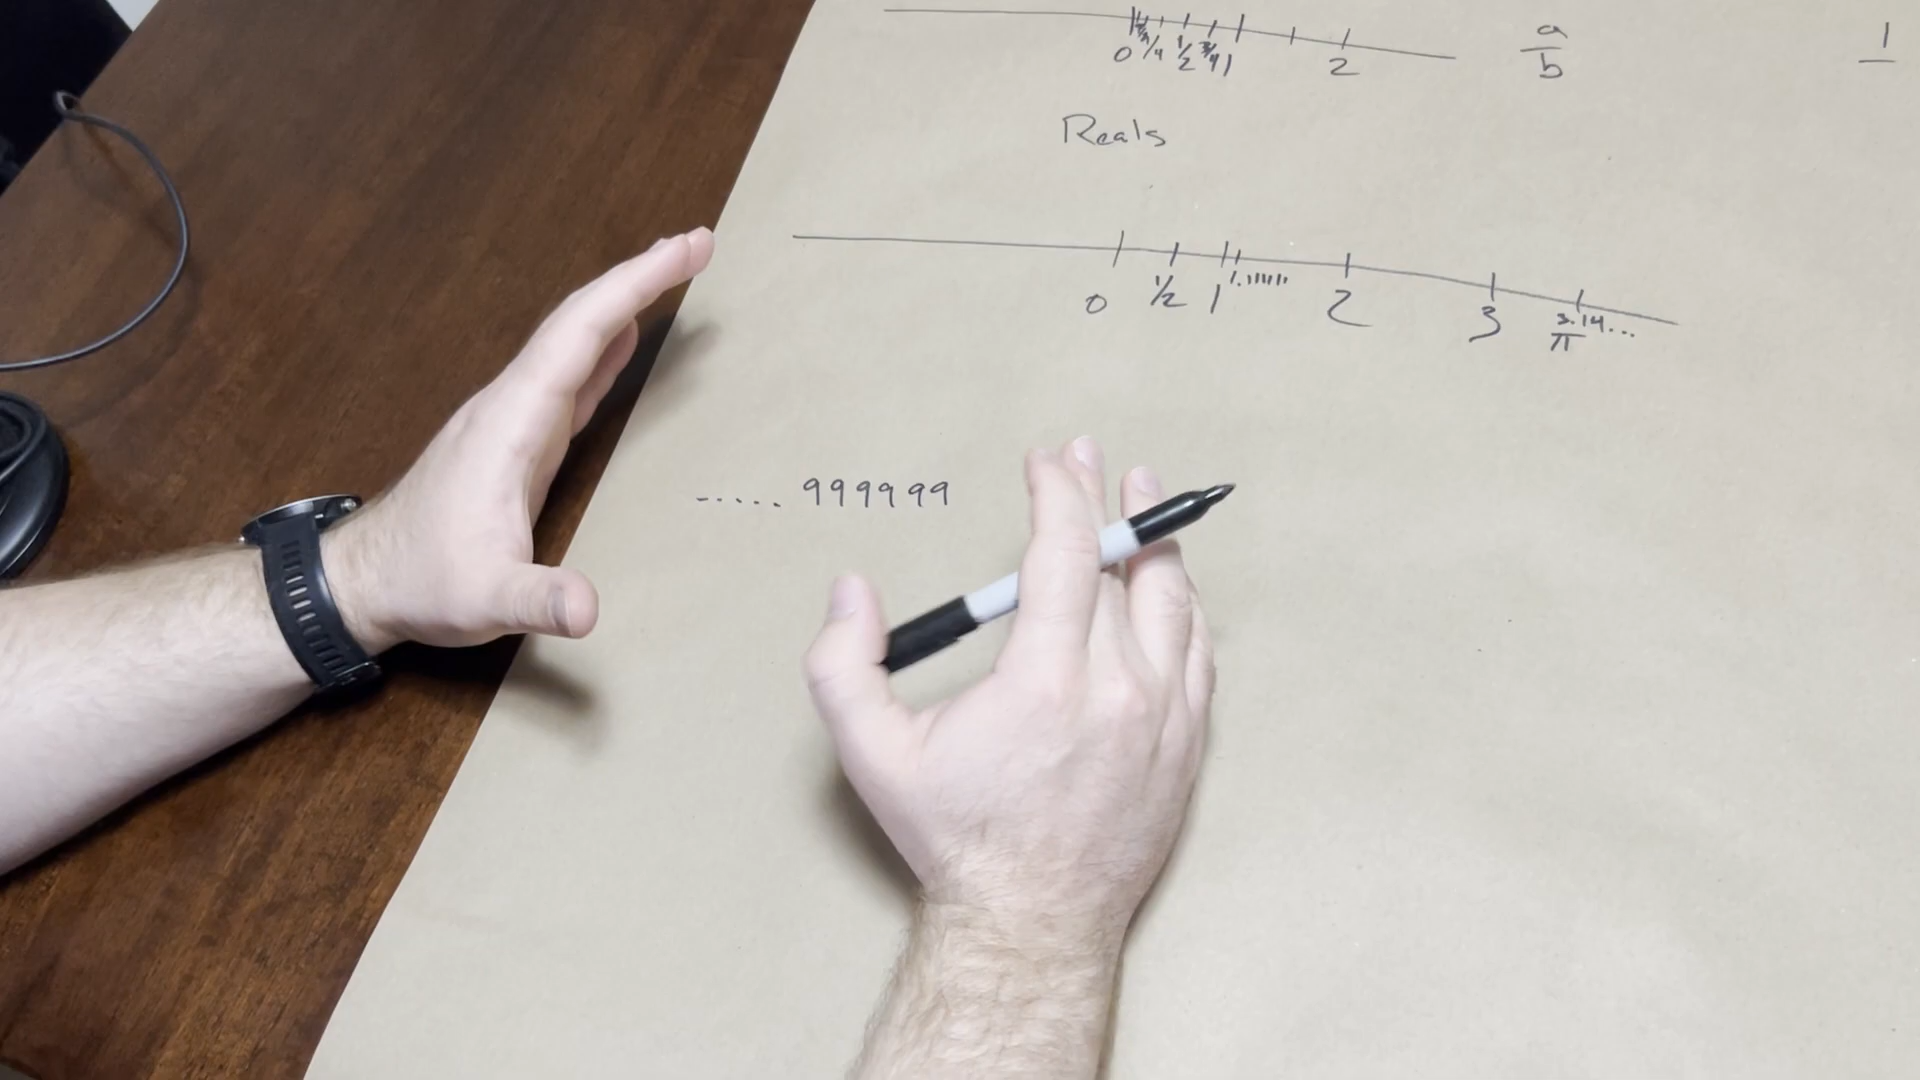 0 1/4 1/2 3/4 1 2
a
b
1
Reals
0 1/2 1 1.111111 2 3 3.14...
π
..... 999999